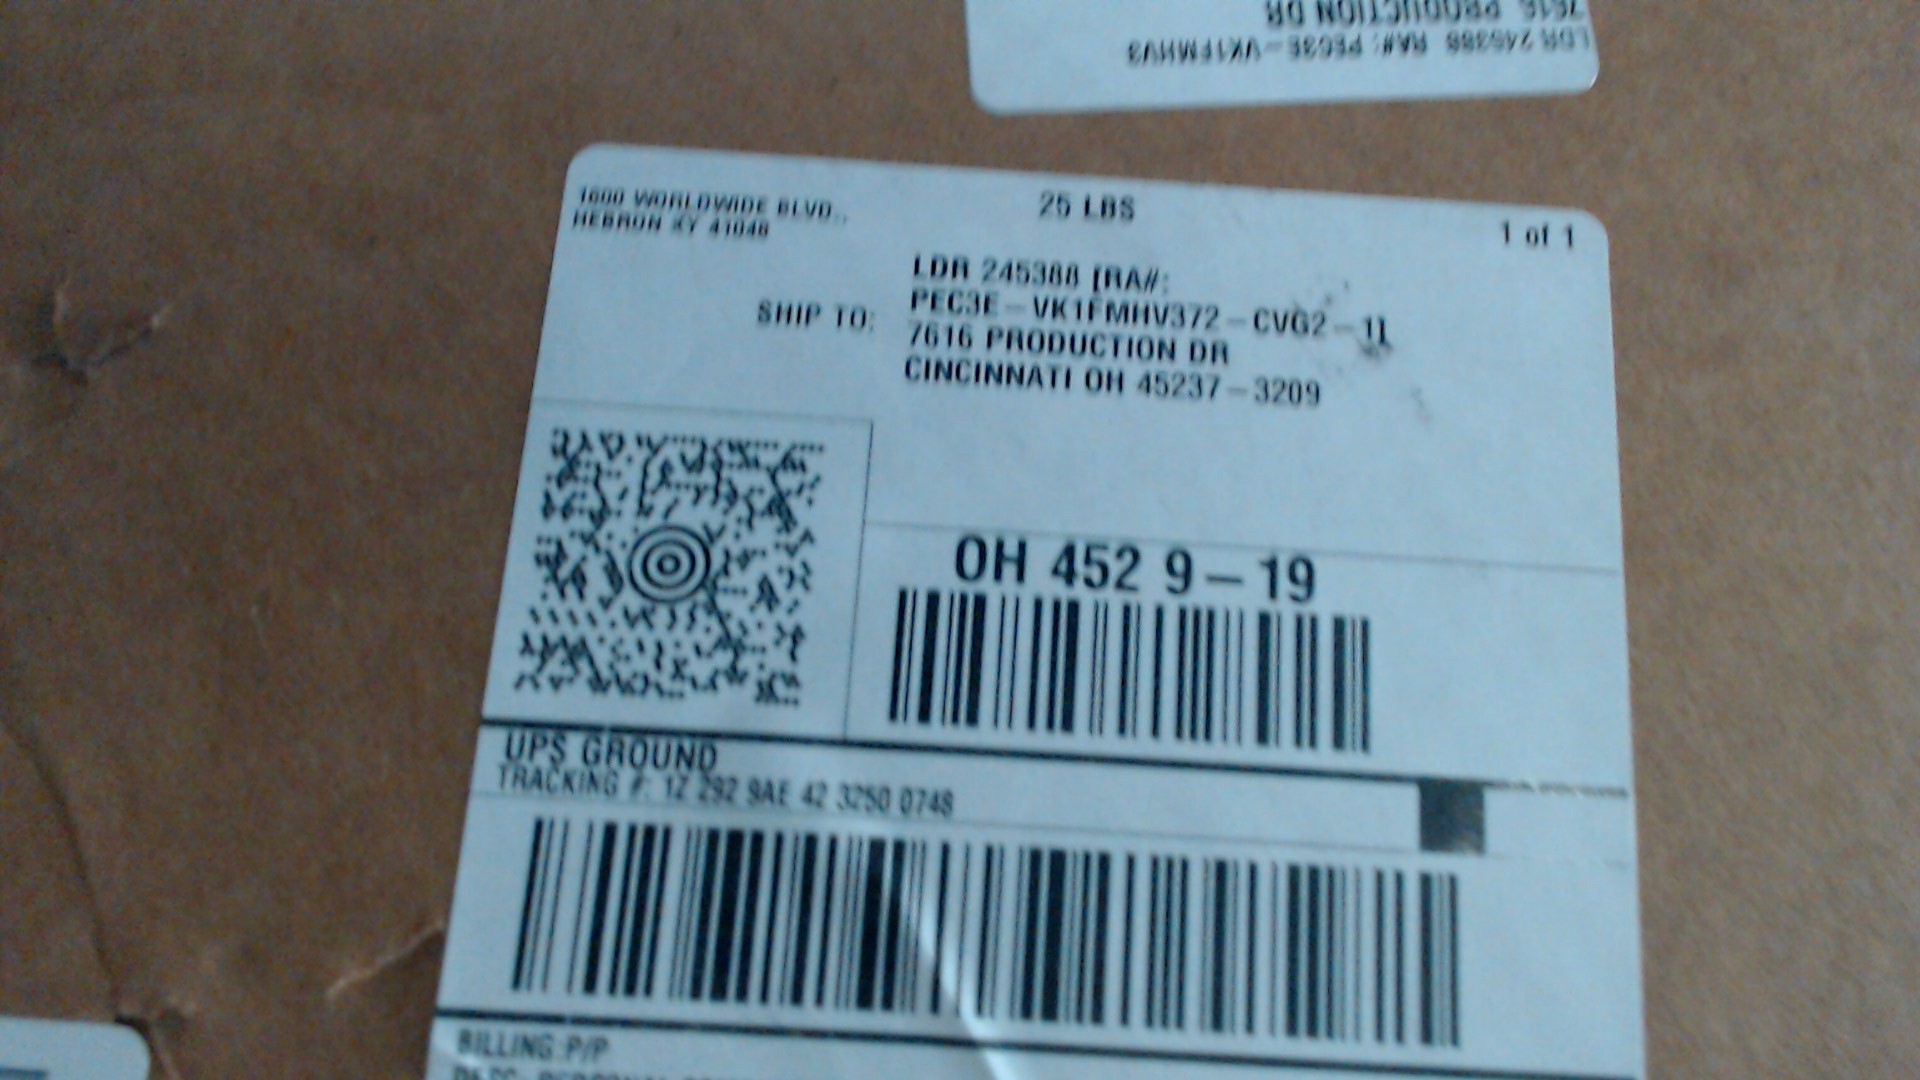 7616 PRODUCTION DR
LDR 245388 RA#: PEC3E-VK1FMHV3
1600 WORLDWIDE BLVD..
HEBRON KY 41048
25 LBS
1 of 1
SHIP TO:
LDR 245388 [RA#:
PEC3E-VK1FMHV372-CVG2-1]
7616 PRODUCTION DR
CINCINNATI OH 45237-3209
OH 452 9-19
UPS GROUND
TRACKING #: 1Z 292 9AE 42 3250 0748
BILLING:P/P